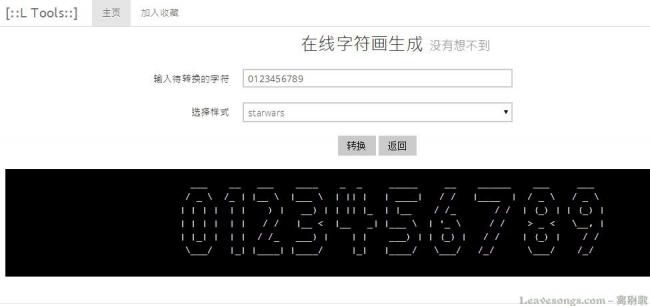 [::L Tools::] 主页 加入收藏
在线字符画生成 没有想不到
输入待转换的字符 0123456789
选择样式 starwars
转换 返回
0123456789
Leavesongs.com - 离别歌